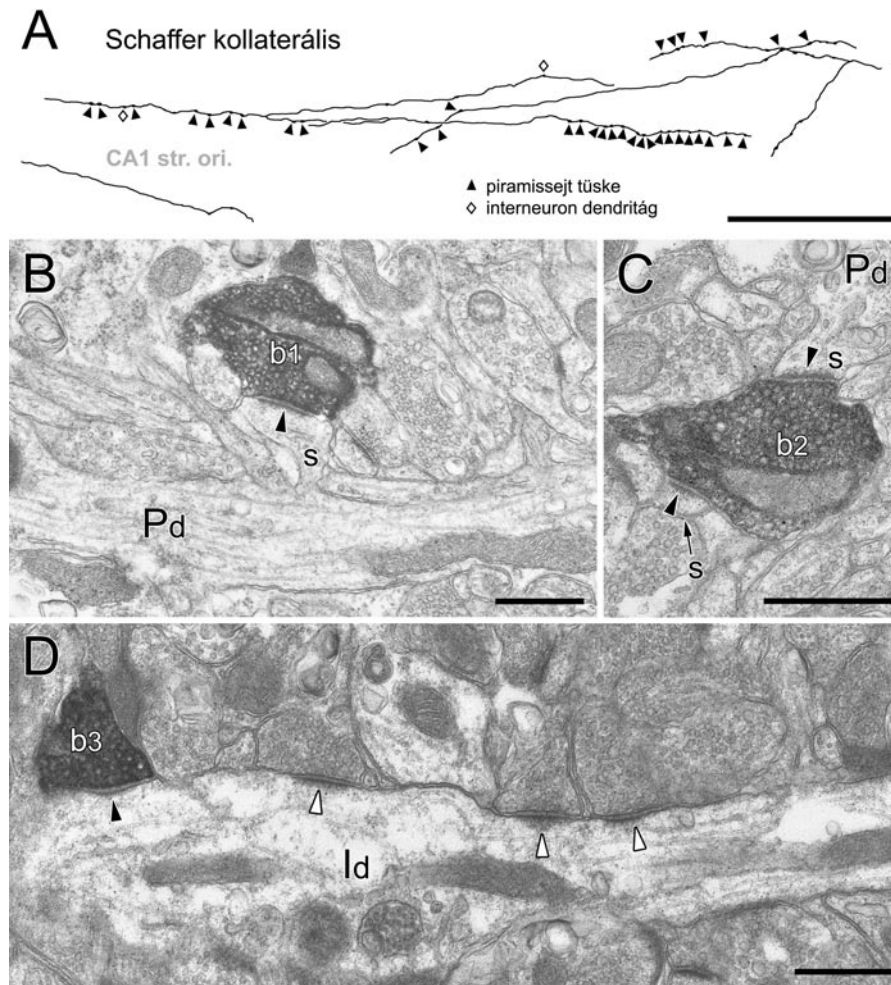 A
Schaffer kollaterális
CA1 str. ori.
piramissejt tüske
interneuron dendritág
B
b1
s
Pd
C
Pd
s
b2
s
D
b3
Id